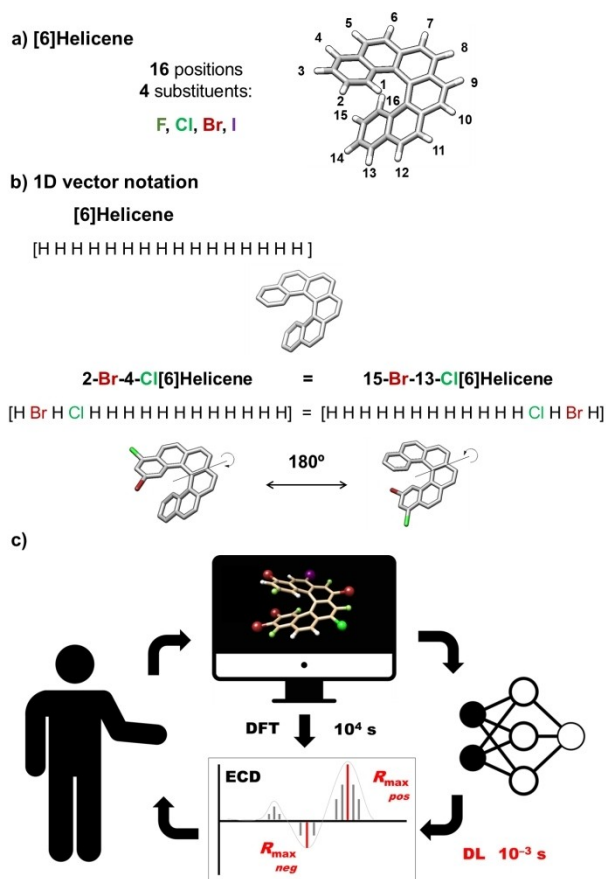 a) [6]Helicene
16 positions
4 substituents:
F, Cl, Br, I
1
2
3
4
5
6
7
8
9
10
11
12
13
14
15
16
b) 1D vector notation
[6]Helicene
[H H H H H H H H H H H H H H H H ]
2-Br-4-Cl[6]Helicene = 15-Br-13-Cl[6]Helicene
[H Br H Cl H H H H H H H H H H H H] = [H H H H H H H H H H H H Cl H Br H]
180º
c)
DFT 10⁴ s
ECD
Rmax pos
Rmax neg
DL 10⁻³ s